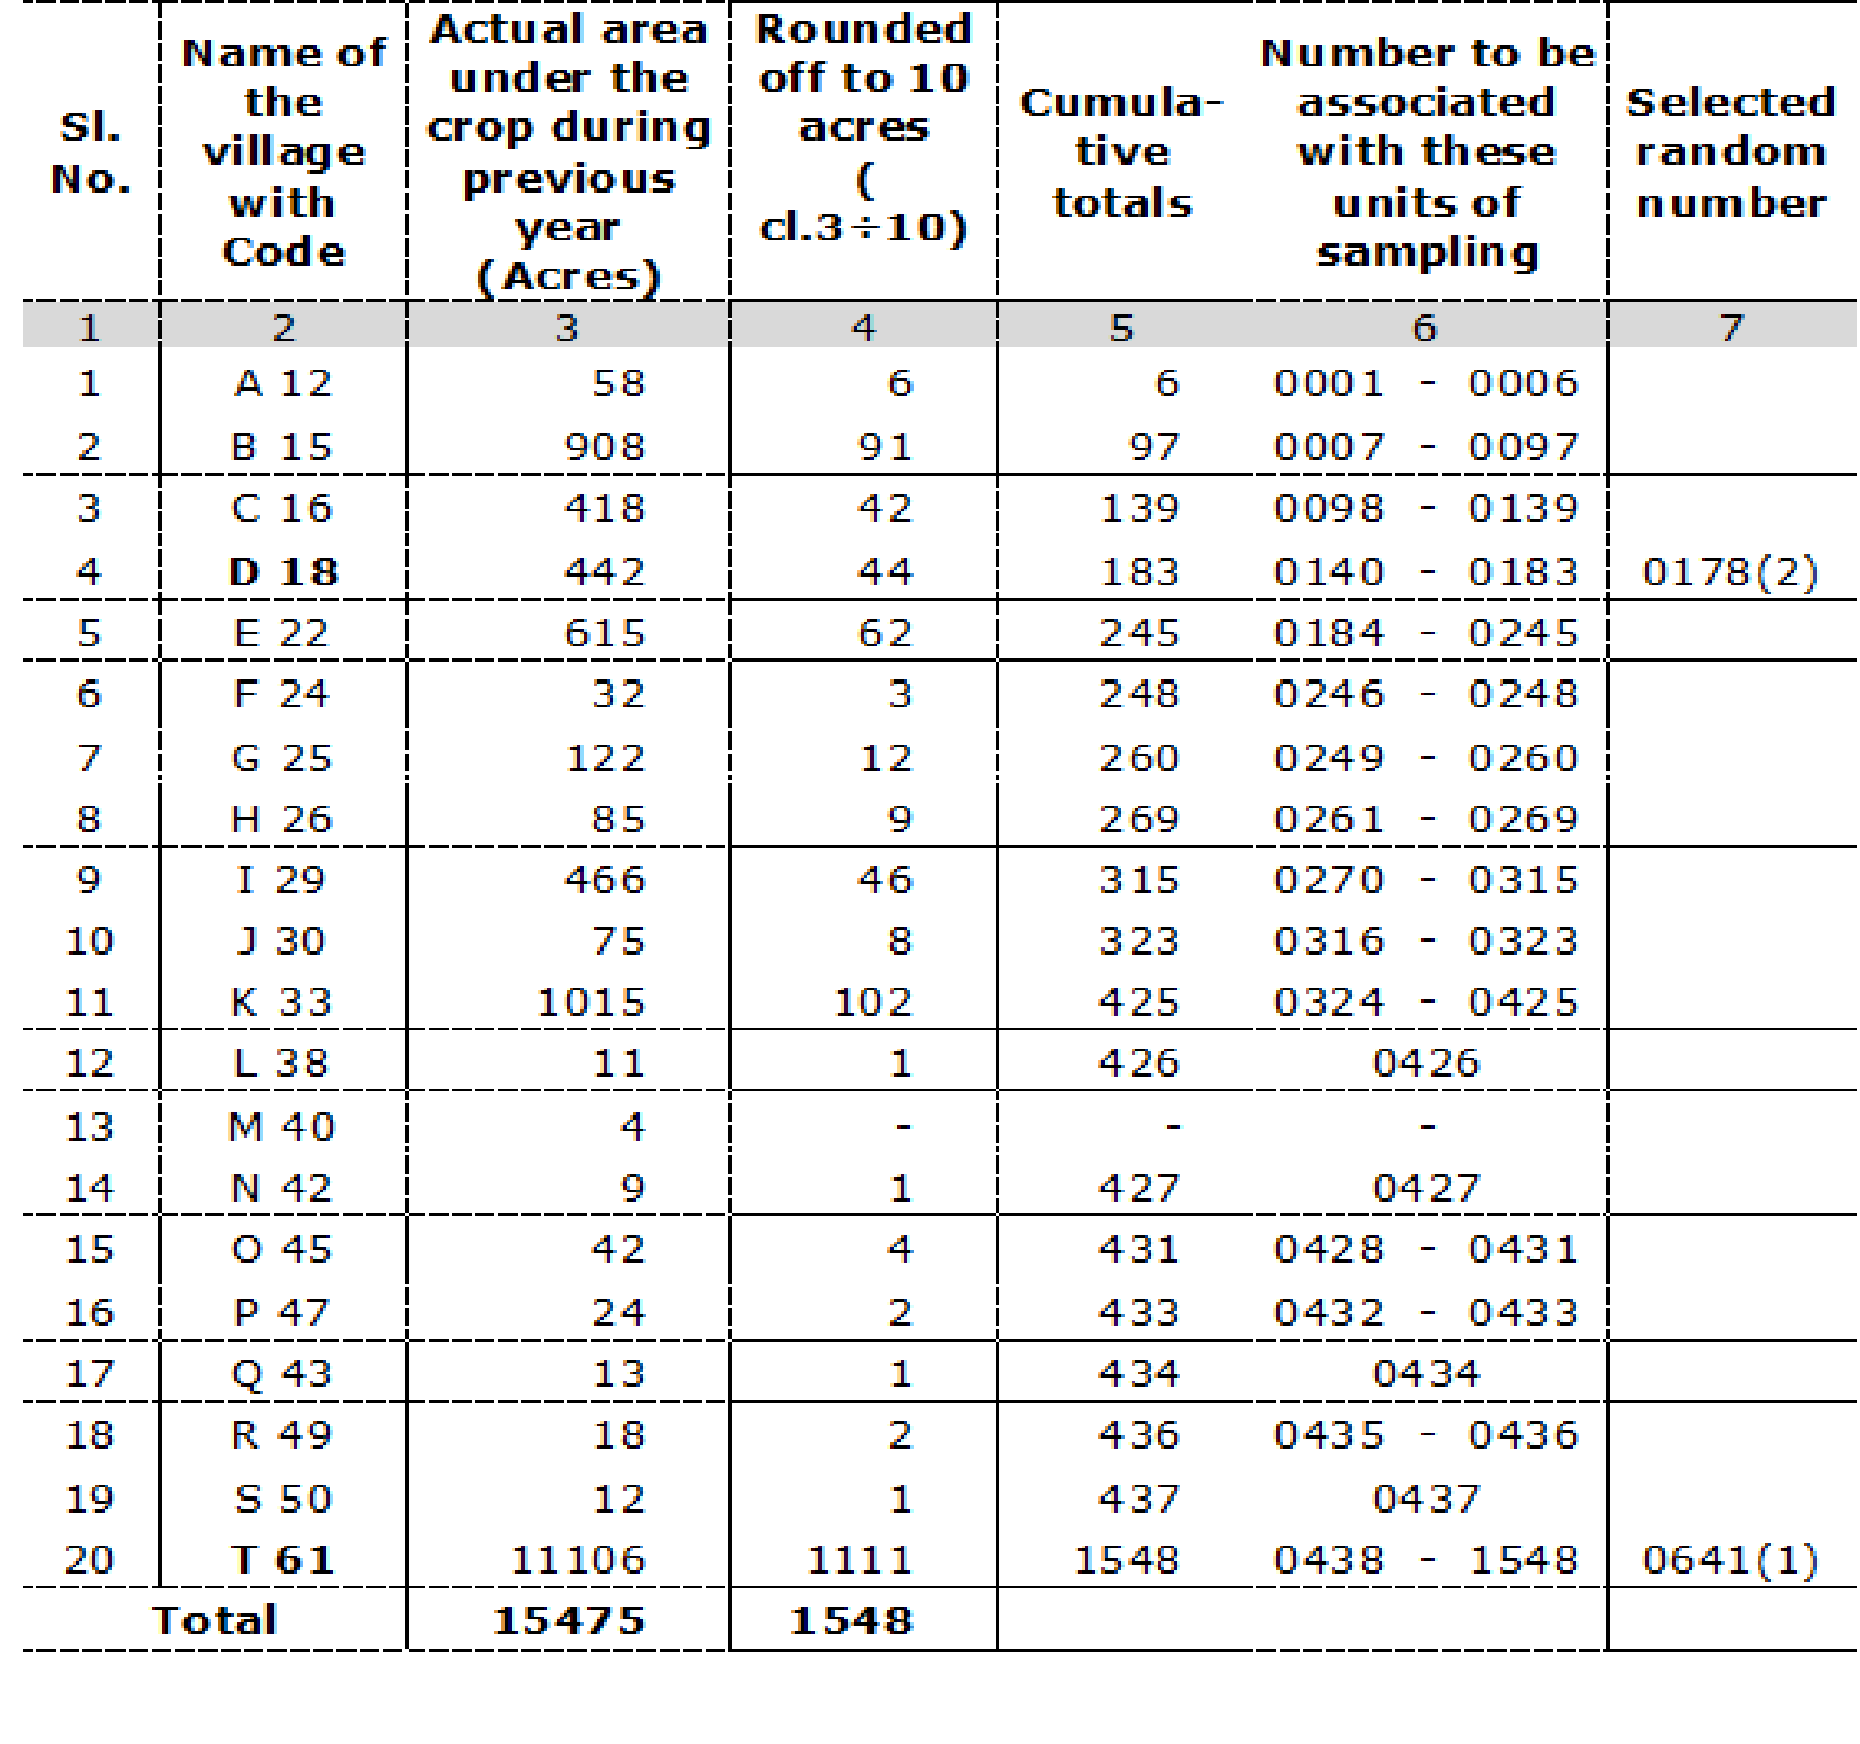 Sl. No. | Name of the village with Code | Actual area under the crop during previous year (Acres) | Rounded off to 10 acres ( cl.3÷10) | Cumula-tive totals | Number to be associated with these units of sampling | Selected random number
1 | 2 | 3 | 4 | 5 | 6 | 7
1 | A 12 | 58 | 6 | 6 | 0001 - 0006 |
2 | B 15 | 908 | 91 | 97 | 0007 - 0097 |
3 | C 16 | 418 | 42 | 139 | 0098 - 0139 |
4 | D 18 | 442 | 44 | 183 | 0140 - 0183 | 0178(2)
5 | E 22 | 615 | 62 | 245 | 0184 - 0245 |
6 | F 24 | 32 | 3 | 248 | 0246 - 0248 |
7 | G 25 | 122 | 12 | 260 | 0249 - 0260 |
8 | H 26 | 85 | 9 | 269 | 0261 - 0269 |
9 | I 29 | 466 | 46 | 315 | 0270 - 0315 |
10 | J 30 | 75 | 8 | 323 | 0316 - 0323 |
11 | K 33 | 1015 | 102 | 425 | 0324 - 0425 |
12 | L 38 | 11 | 1 | 426 | 0426 |
13 | M 40 | 4 | - | - | - |
14 | N 42 | 9 | 1 | 427 | 0427 |
15 | O 45 | 42 | 4 | 431 | 0428 - 0431 |
16 | P 47 | 24 | 2 | 433 | 0432 - 0433 |
17 | Q 43 | 13 | 1 | 434 | 0434 |
18 | R 49 | 18 | 2 | 436 | 0435 - 0436 |
19 | S 50 | 12 | 1 | 437 | 0437 |
20 | T 61 | 11106 | 1111 | 1548 | 0438 - 1548 | 0641(1)
Total | 15475 | 1548